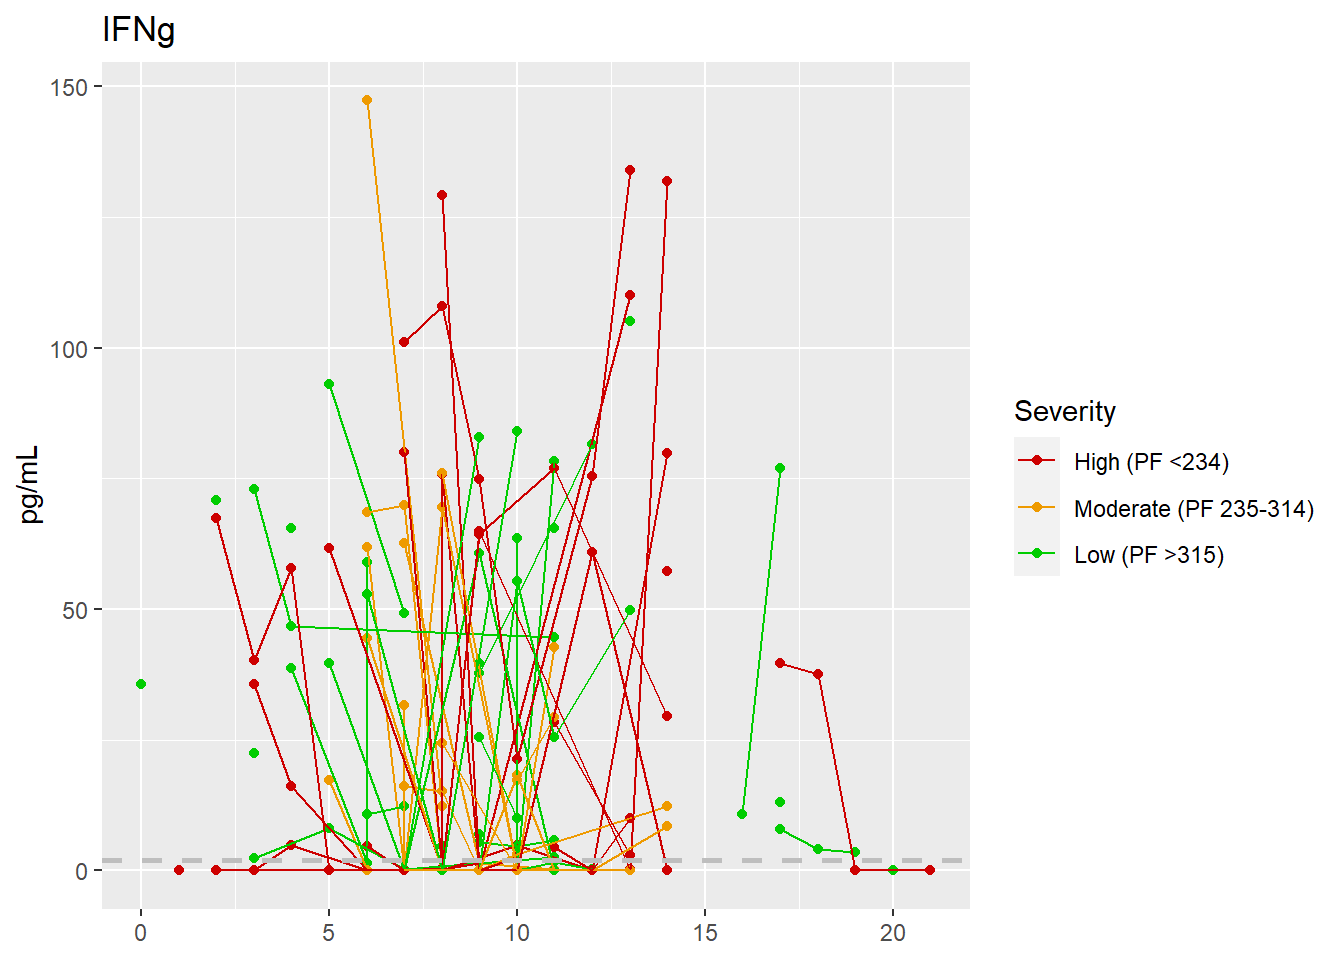 IFNg
150
100
50
0
pg/mL
0 5 10 15 20
Severity
High (PF <234)
Moderate (PF 235-314)
Low (PF >315)